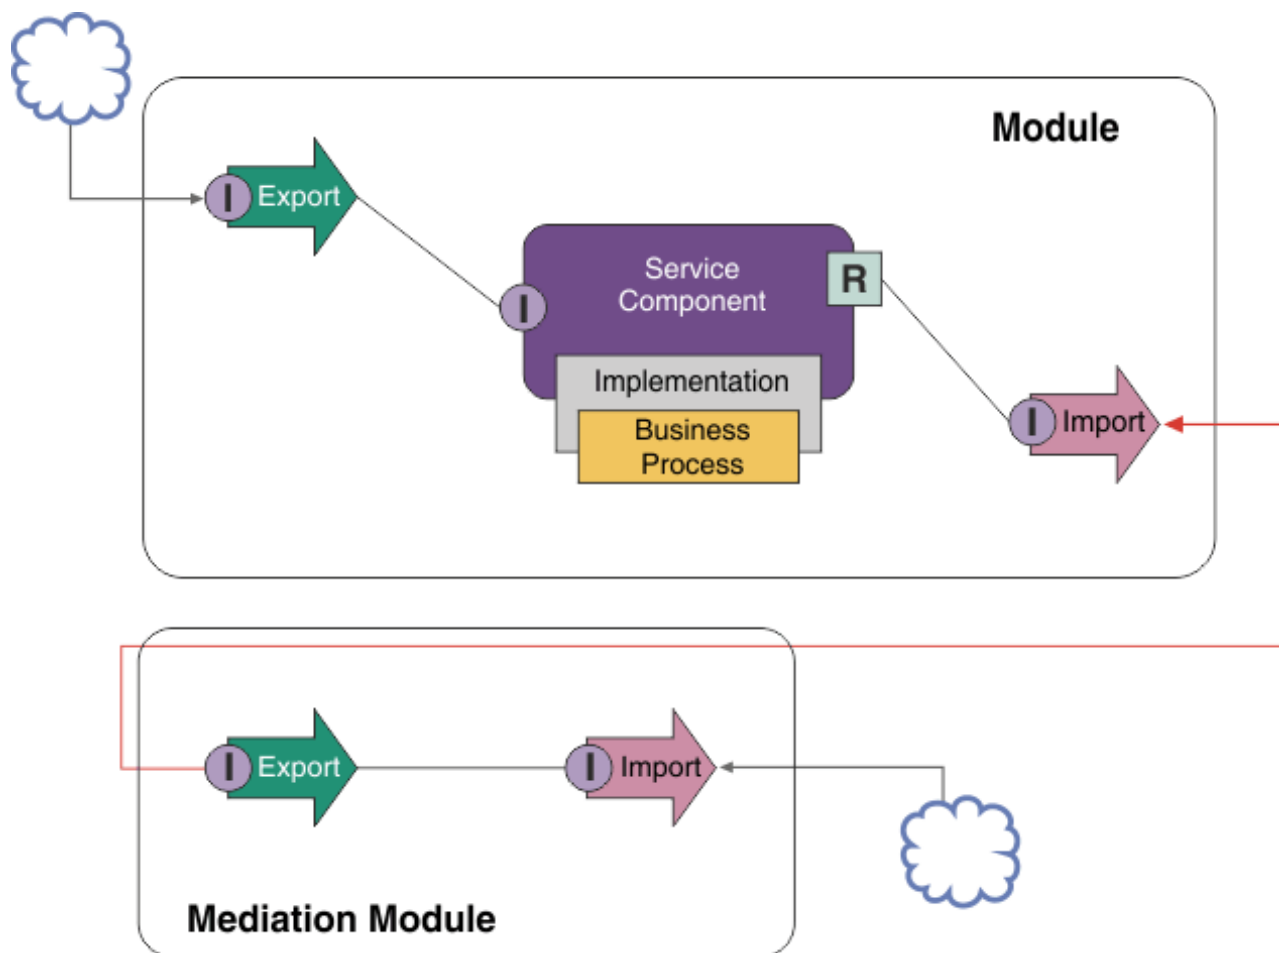 Module
I
Export
Service
Component
R
I
Implementation
Business
Process
I
Import
I
Export
I
Import
Mediation Module